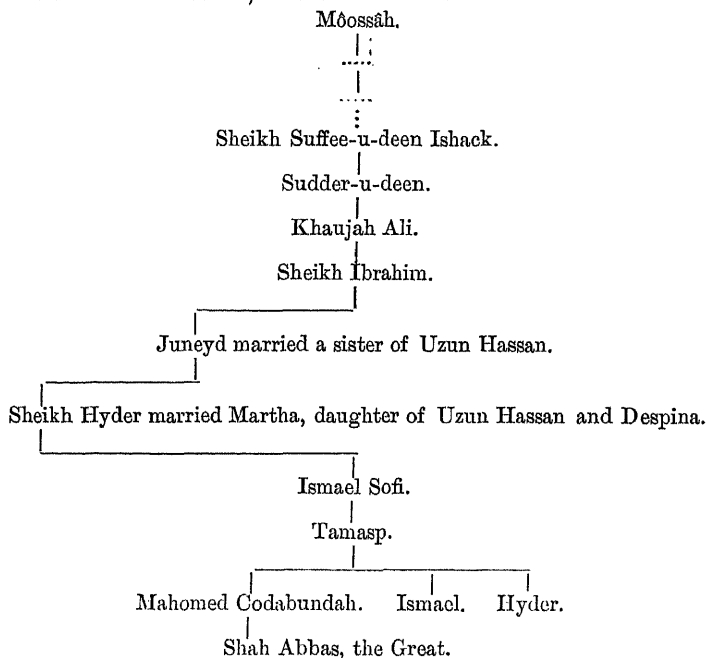 Môossâh.
Sheikh Suffee-u-deen Ishack.
Sudder-u-deen.
Khaujah Ali.
Sheikh Ibrahim.
Juneyd married a sister of Uzun Hassan.
Sheikh Hyder married Martha, daughter of Uzun Hassan and Despina.
Ismael Sofi.
Tamasp.
Mahomed Codabundah. Ismael. Hyder.
Shah Abbas, the Great.